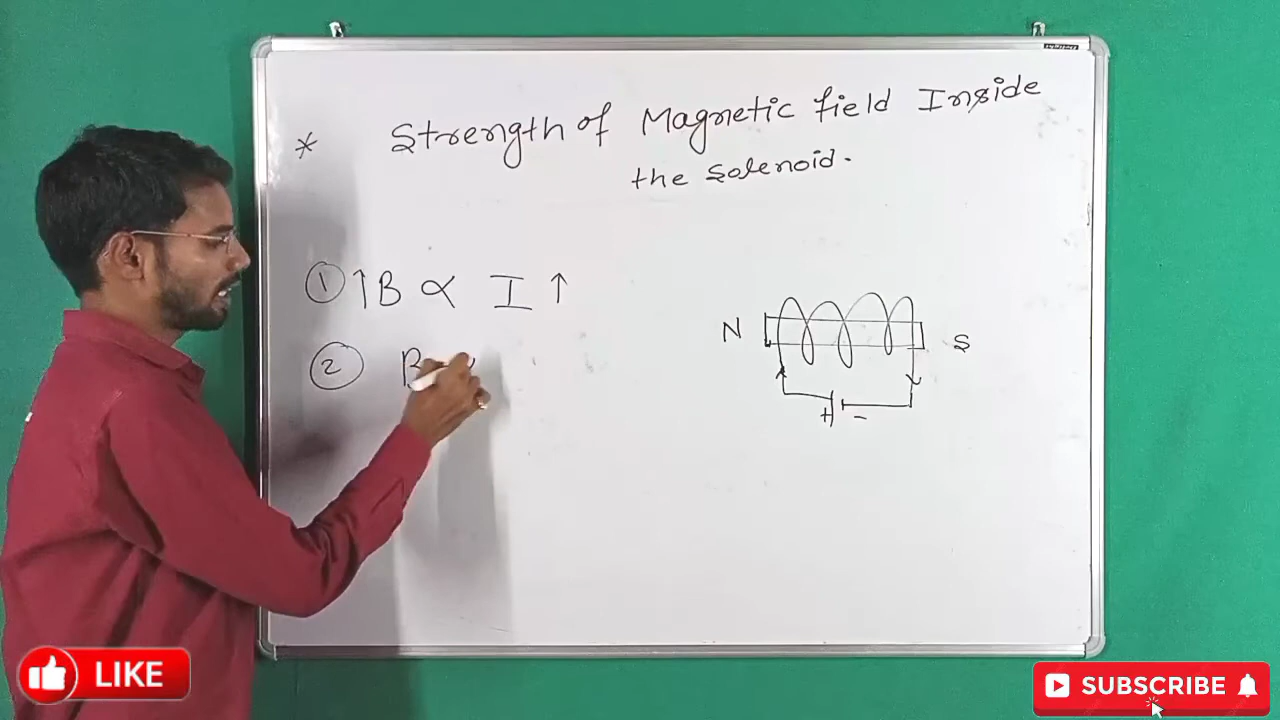 * Strength of Magnetic field Inside
the Solenoid.
① ↑B ∝ I ↑
② B
N
S
+
-
LIKE
SUBSCRIBE